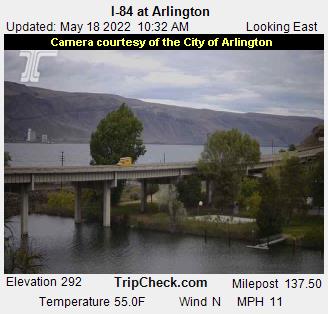 I-84 at Arlington
Updated: May 18 2022 10:32 AM Looking East
Camera courtesy of the City of Arlington
Elevation 292 TripCheck.com Milepost 137.50
Temperature 55.0F Wind N MPH 11